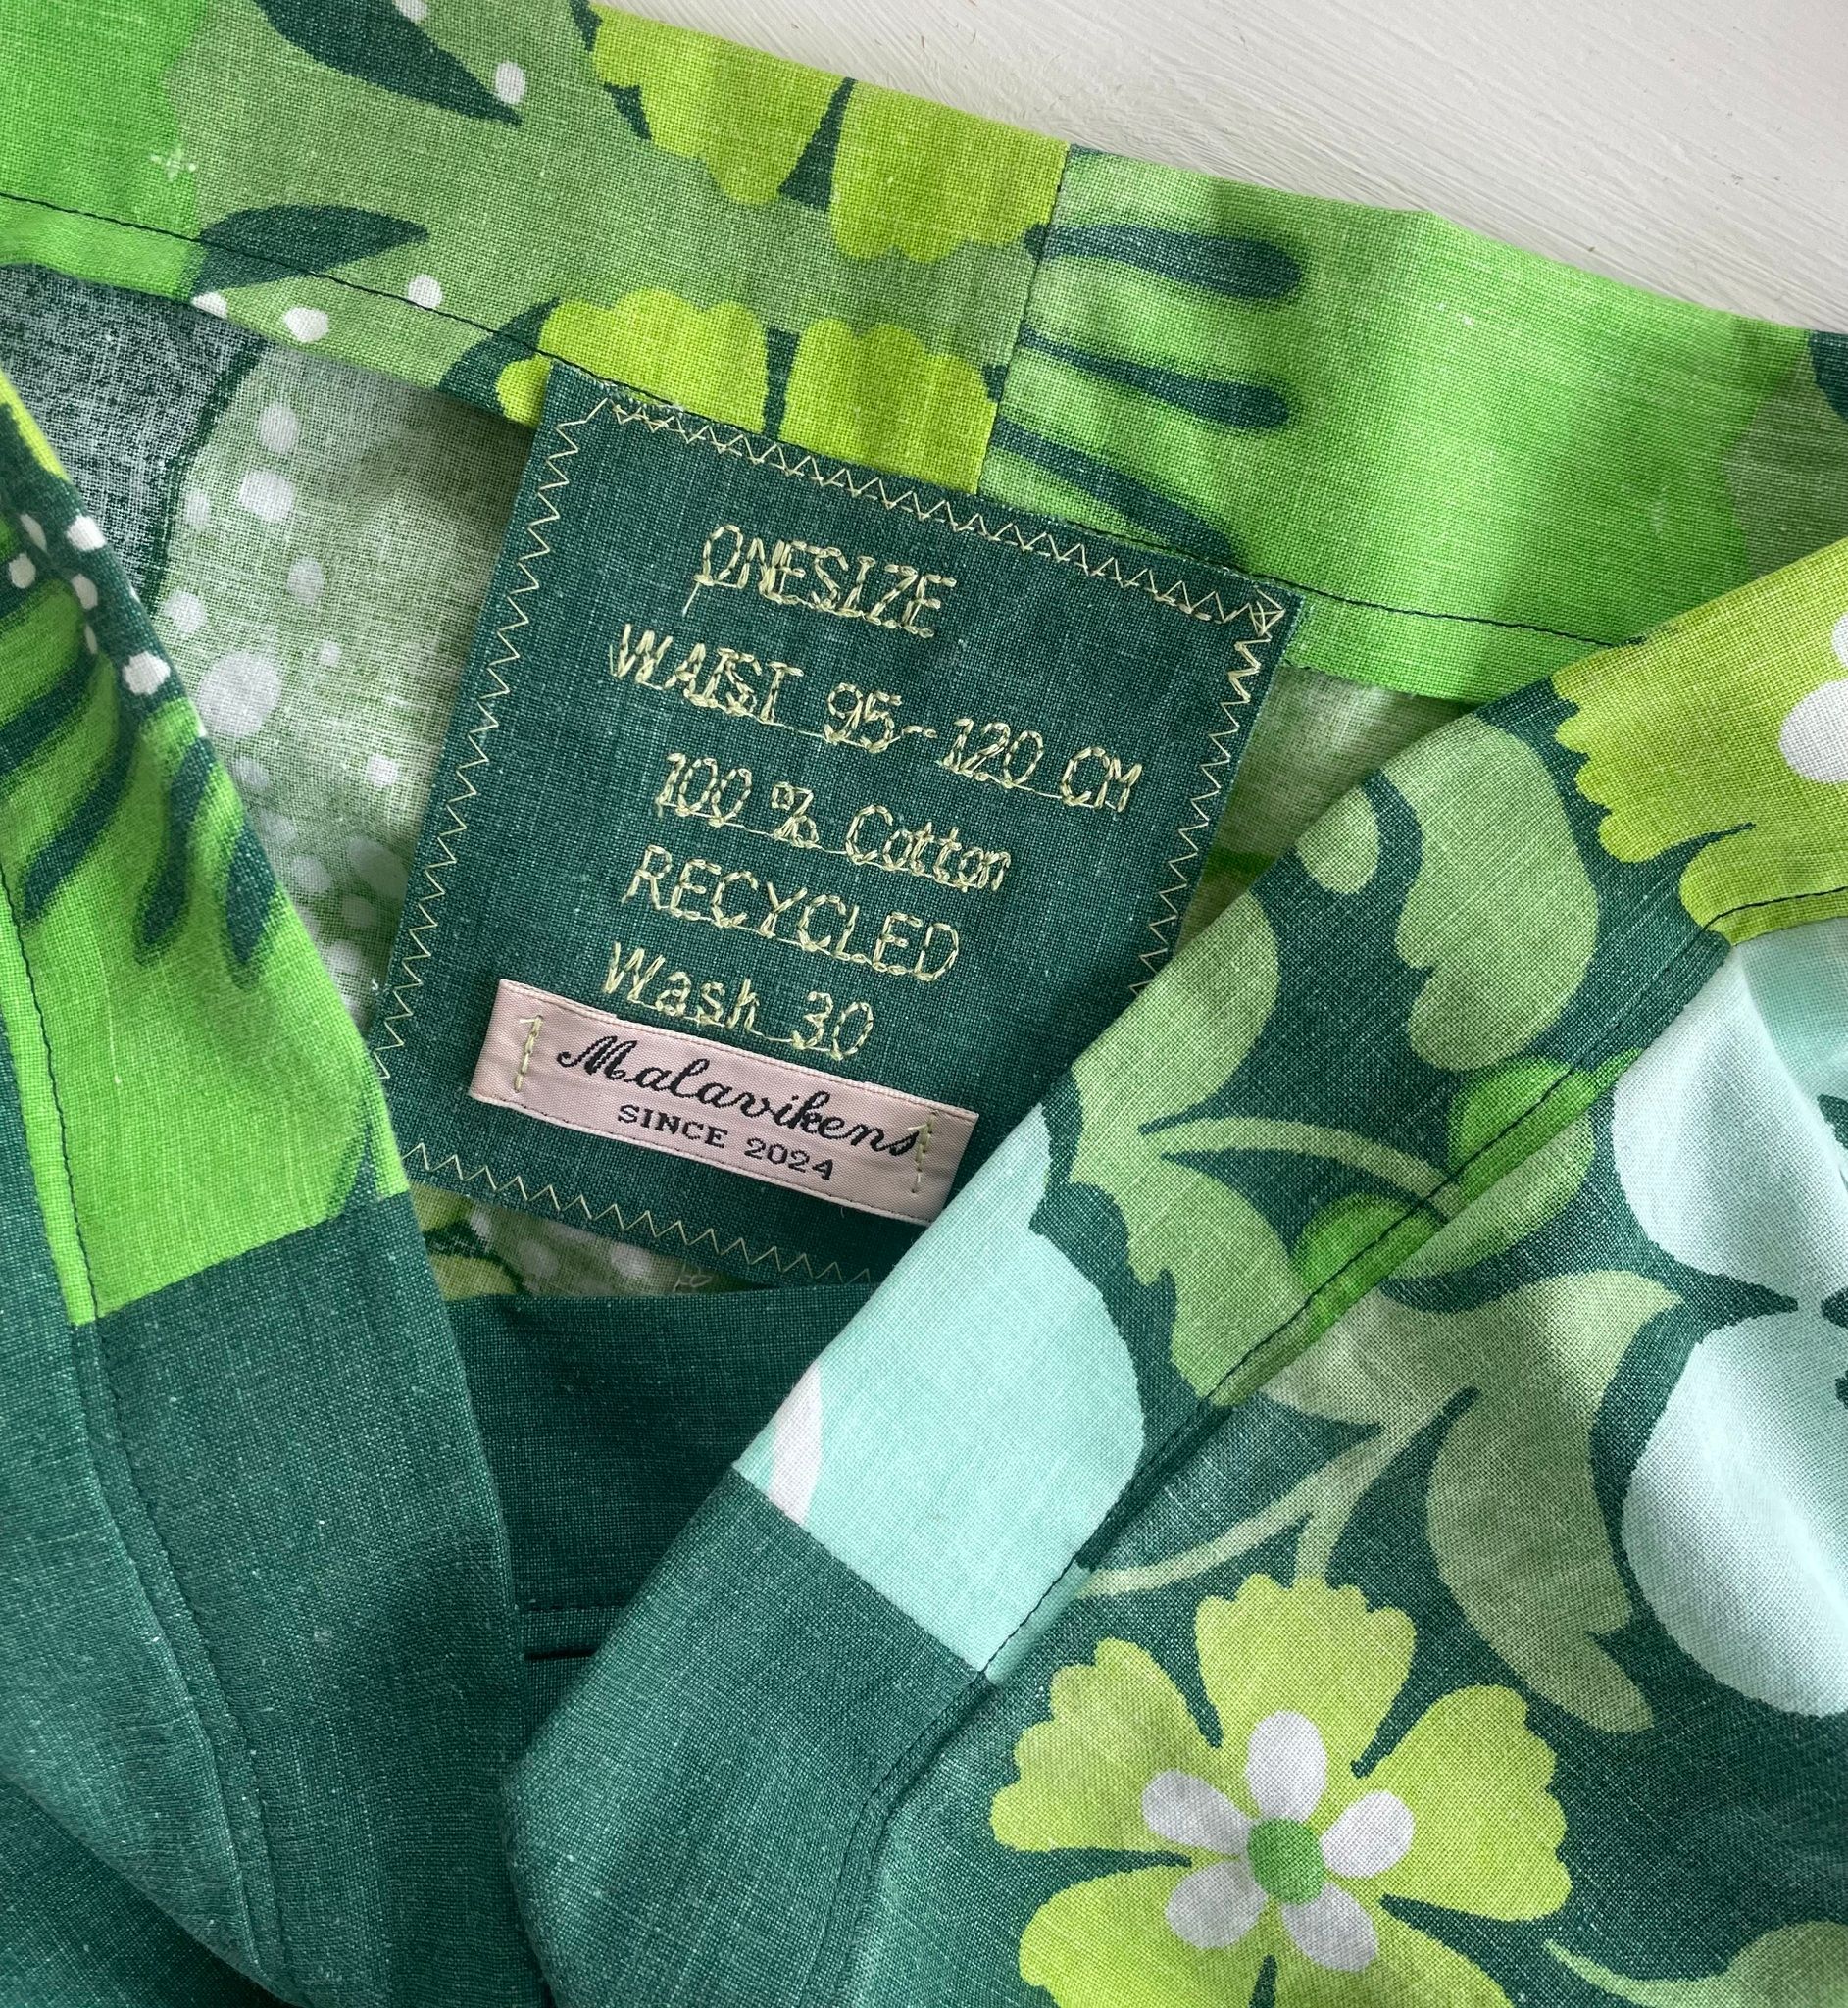 ONESIZE
WAIST 95-120 CM
100 % Cotton
RECYCLED
Wash 30
Malavikens
SINCE 2024